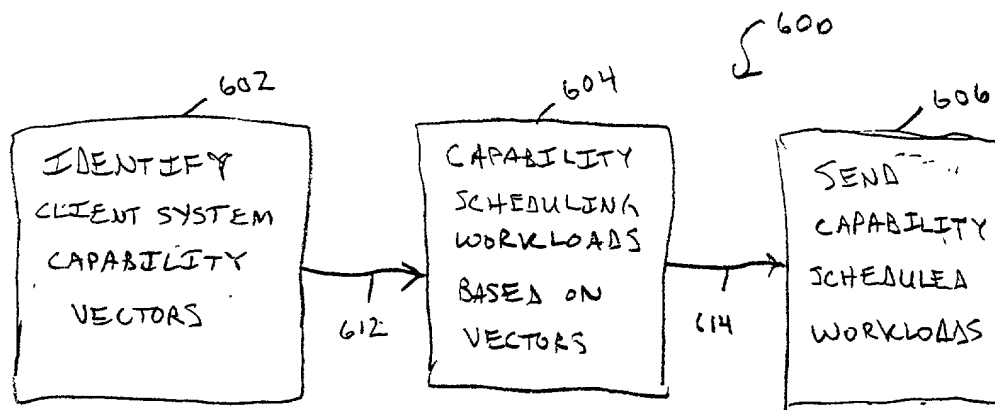 600
602
IDENTIFY
CLIENT SYSTEM
CAPABILITY
VECTORS
612
604
CAPABILITY
SCHEDULING
WORKLOADS
BASED ON
VECTORS
614
606
SEND
CAPABILITY
SCHEDULED
WORKLOADS